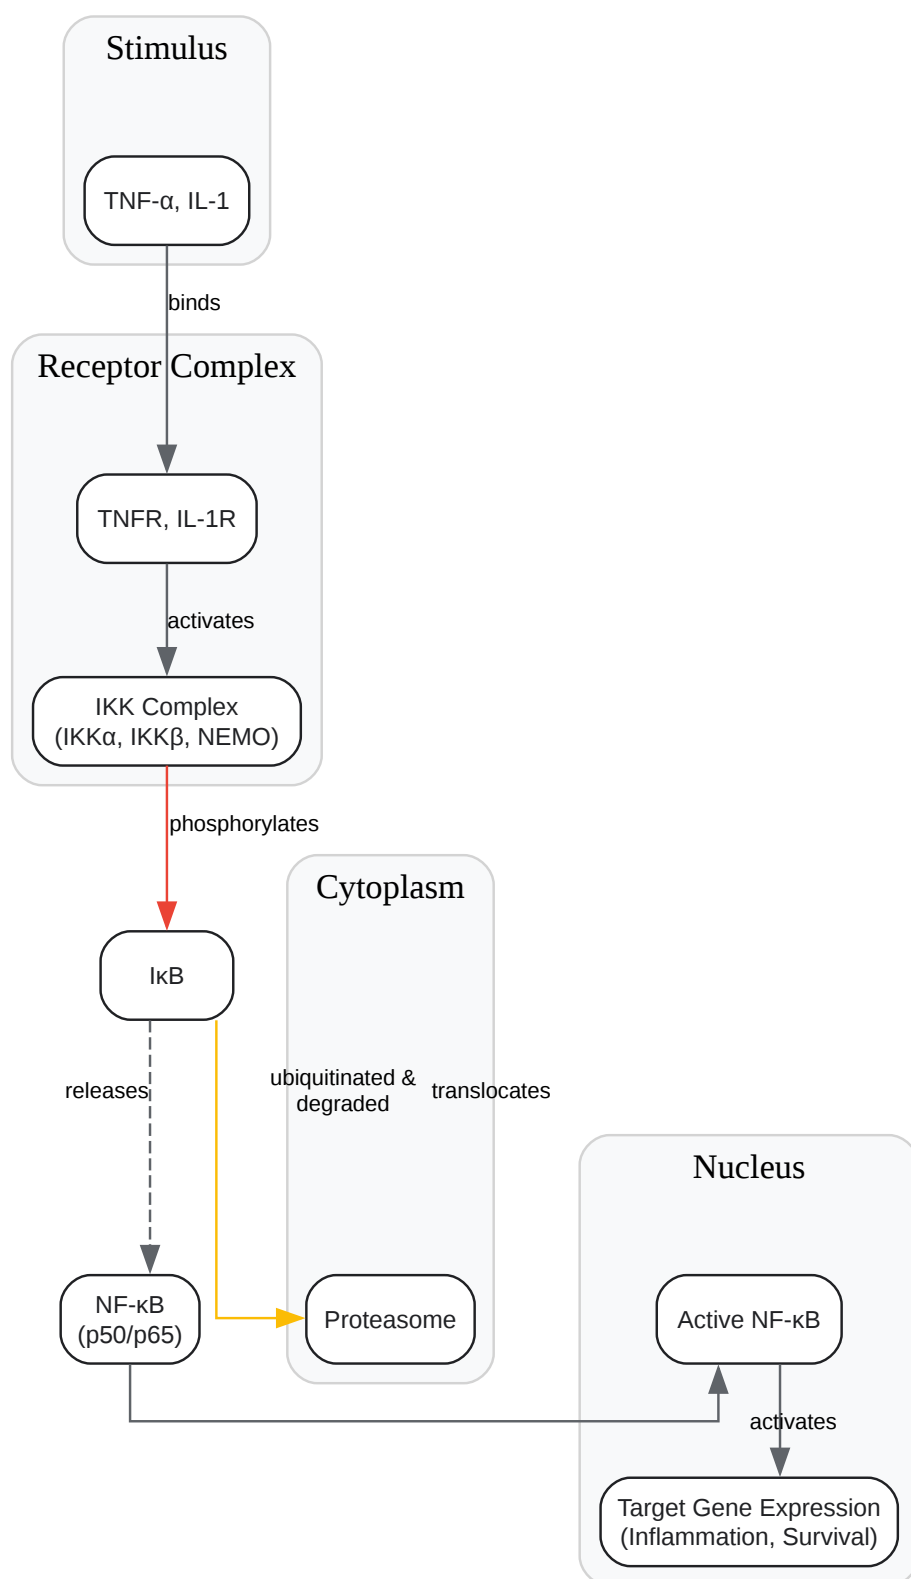 Stimulus
TNF-α, IL-1
binds
Receptor Complex
TNFR, IL-1R
activates
IKK Complex
(IKKα, IKKβ, NEMO)
phosphorylates
Cytoplasm
IκB
releases
ubiquitinated &
degraded
translocates
Nucleus
NF-κB
(p50/p65)
Proteasome
Active NF-κB
activates
Target Gene Expression
(Inflammation, Survival)